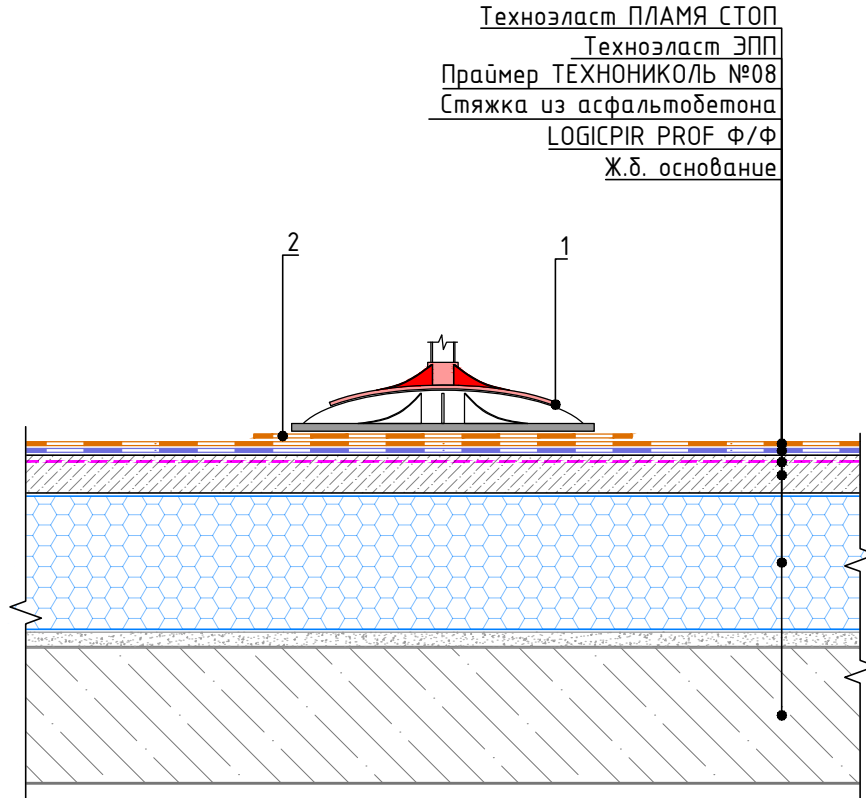 Техноэласт ПЛАМЯ СТОП
Техноэласт ЭПП
Праймер ТЕХНОНИКОЛЬ №08
Стяжка из асфальтобетона
LOGICPIR PROF Ф/Ф
Ж.б. основание
2
1